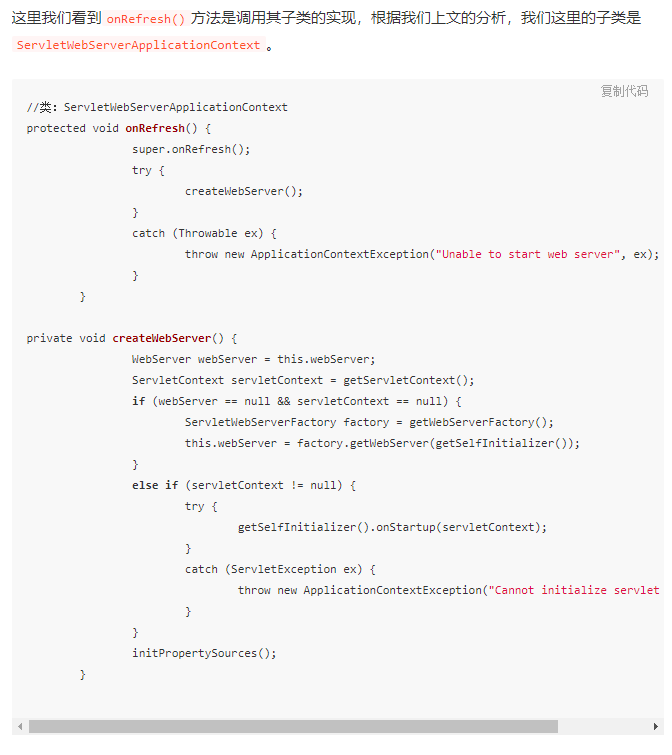 这里我们看到 onRefresh() 方法是调用其子类的实现，根据我们上文的分析，我们这里的子类是
ServletWebServerApplicationContext 。
复制代码
//类：ServletWebServerApplicationContext
protected void onRefresh() {
super.onRefresh();
try {
createWebServer();
}
catch (Throwable ex) {
throw new ApplicationContextException("Unable to start web server", ex);
}
}
private void createWebServer() {
WebServer webServer = this.webServer;
ServletContext servletContext = getServletContext();
if (webServer == null && servletContext == null) {
ServletWebServerFactory factory = getWebServerFactory();
this.webServer = factory.getWebServer(getSelfInitializer());
}
else if (servletContext != null) {
try {
getSelfInitializer().onStartup(servletContext);
}
catch (ServletException ex) {
throw new ApplicationContextException("Cannot initialize servlet
}
}
initPropertySources();
}